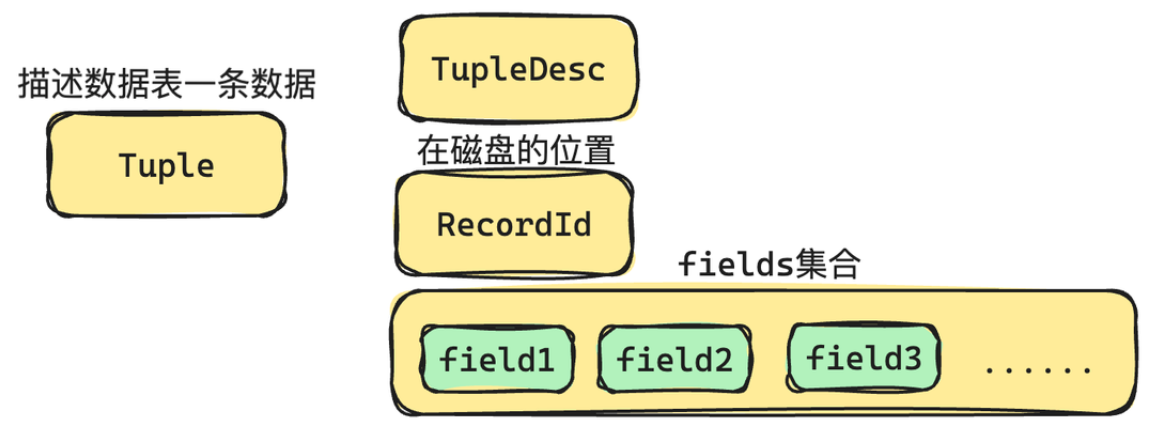 描述数据表一条数据
Tuple
TupleDesc
在磁盘的位置
RecordId
fields集合
field1 field2 field3 ......